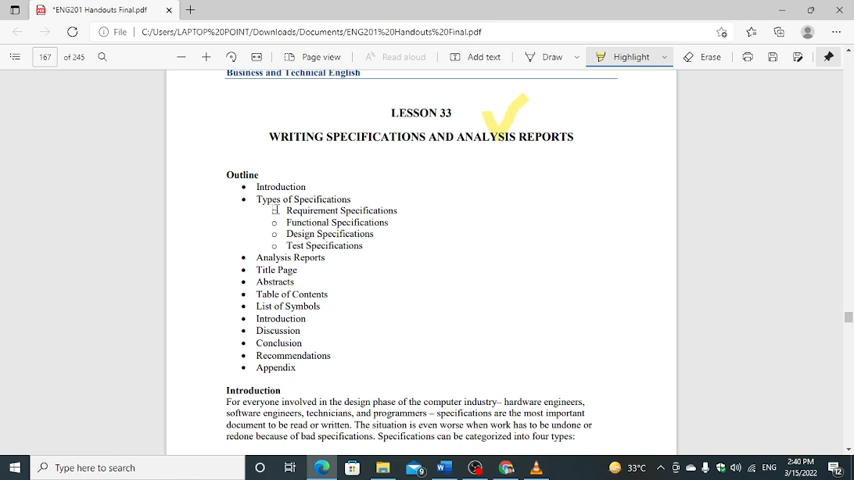 *ENG201 Handouts Final.pdf
File
C:/Users/LAPTOP%20POINT/Downloads/Documents/ENG201%20Handouts%20Final.pdf
167 of 245
Page view
Read aloud
Add text
Draw
Highlight
Erase
Business and Technical English
LESSON 33
WRITING SPECIFICATIONS AND ANALYSIS REPORTS
Outline
• Introduction
• Types of Specifications
Requirement Specifications
o Functional Specifications
o Design Specifications
o Test Specifications
• Analysis Reports
• Title Page
• Abstracts
• Table of Contents
• List of Symbols
• Introduction
• Discussion
• Conclusion
• Recommendations
• Appendix
Introduction
For everyone involved in the design phase of the computer industry– hardware engineers,
software engineers, technicians, and programmers – specifications are the most important
document to be read or written. The situation is even worse when work has to be undone or
redone because of bad specifications. Specifications can be categorized into four types:
Type here to search
33°C
ENG
2:40 PM
3/15/2022